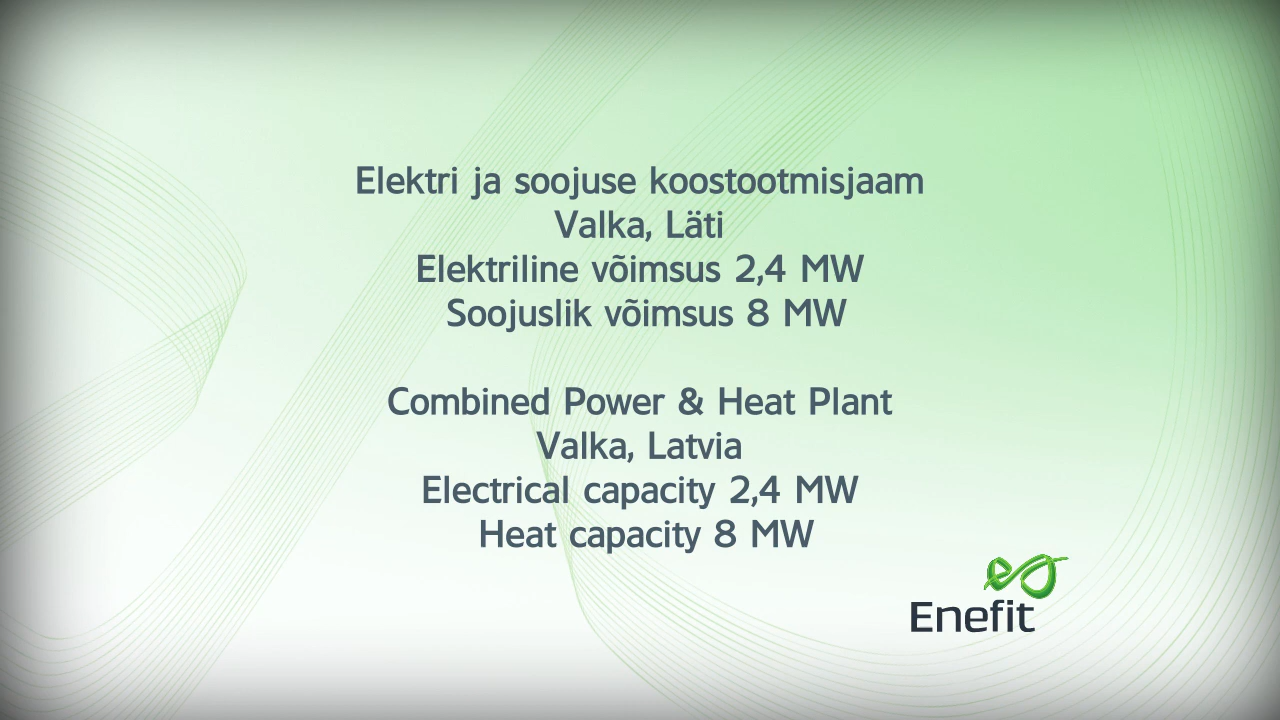 Elektri ja soojuse koostootmisjaam
Valka, Läti
Elektriline võimsus 2,4 MW
Soojuslik võimsus 8 MW
Combined Power & Heat Plant
Valka, Latvia
Electrical capacity 2,4 MW
Heat capacity 8 MW
Enefit